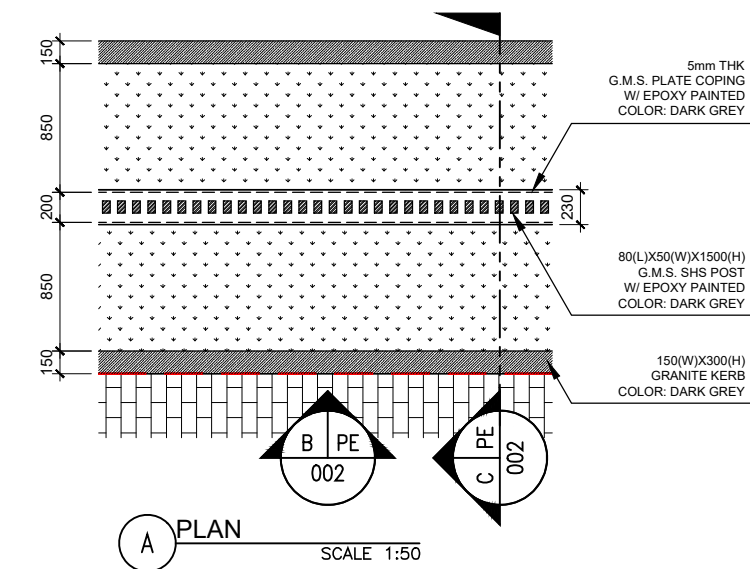 150
850
200
850
150
230
5mm THK
G.M.S. PLATE COPING
W/ EPOXY PAINTED
COLOR: DARK GREY
80(L)X50(W)X1500(H)
G.M.S. SHS POST
W/ EPOXY PAINTED
COLOR: DARK GREY
150(W)X300(H)
GRANITE KERB
COLOR: DARK GREY
B PE
002
C PE
002
A PLAN
SCALE 1:50